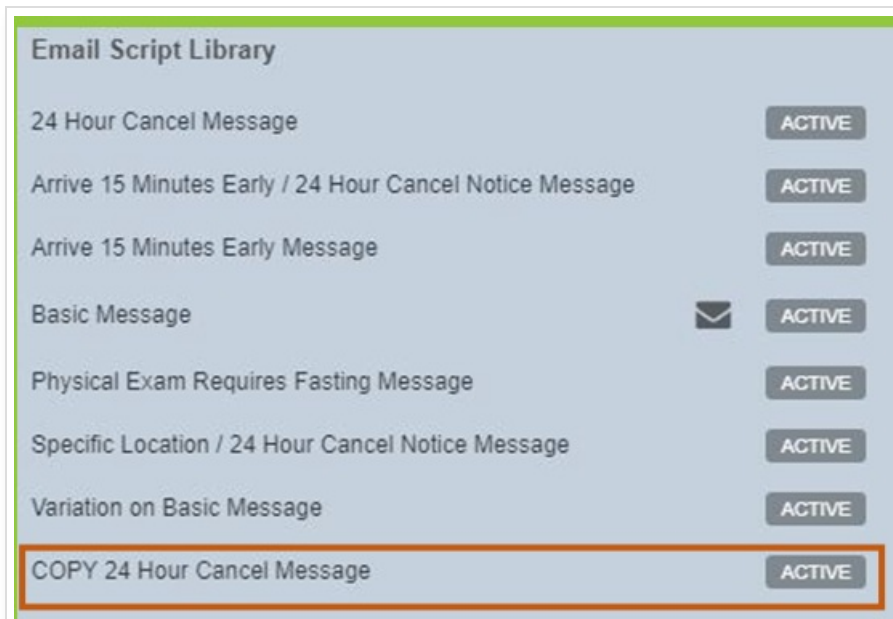 Email Script Library
24 Hour Cancel Message ACTIVE
Arrive 15 Minutes Early / 24 Hour Cancel Notice Message ACTIVE
Arrive 15 Minutes Early Message ACTIVE
Basic Message ACTIVE
Physical Exam Requires Fasting Message ACTIVE
Specific Location / 24 Hour Cancel Notice Message ACTIVE
Variation on Basic Message ACTIVE
COPY 24 Hour Cancel Message ACTIVE